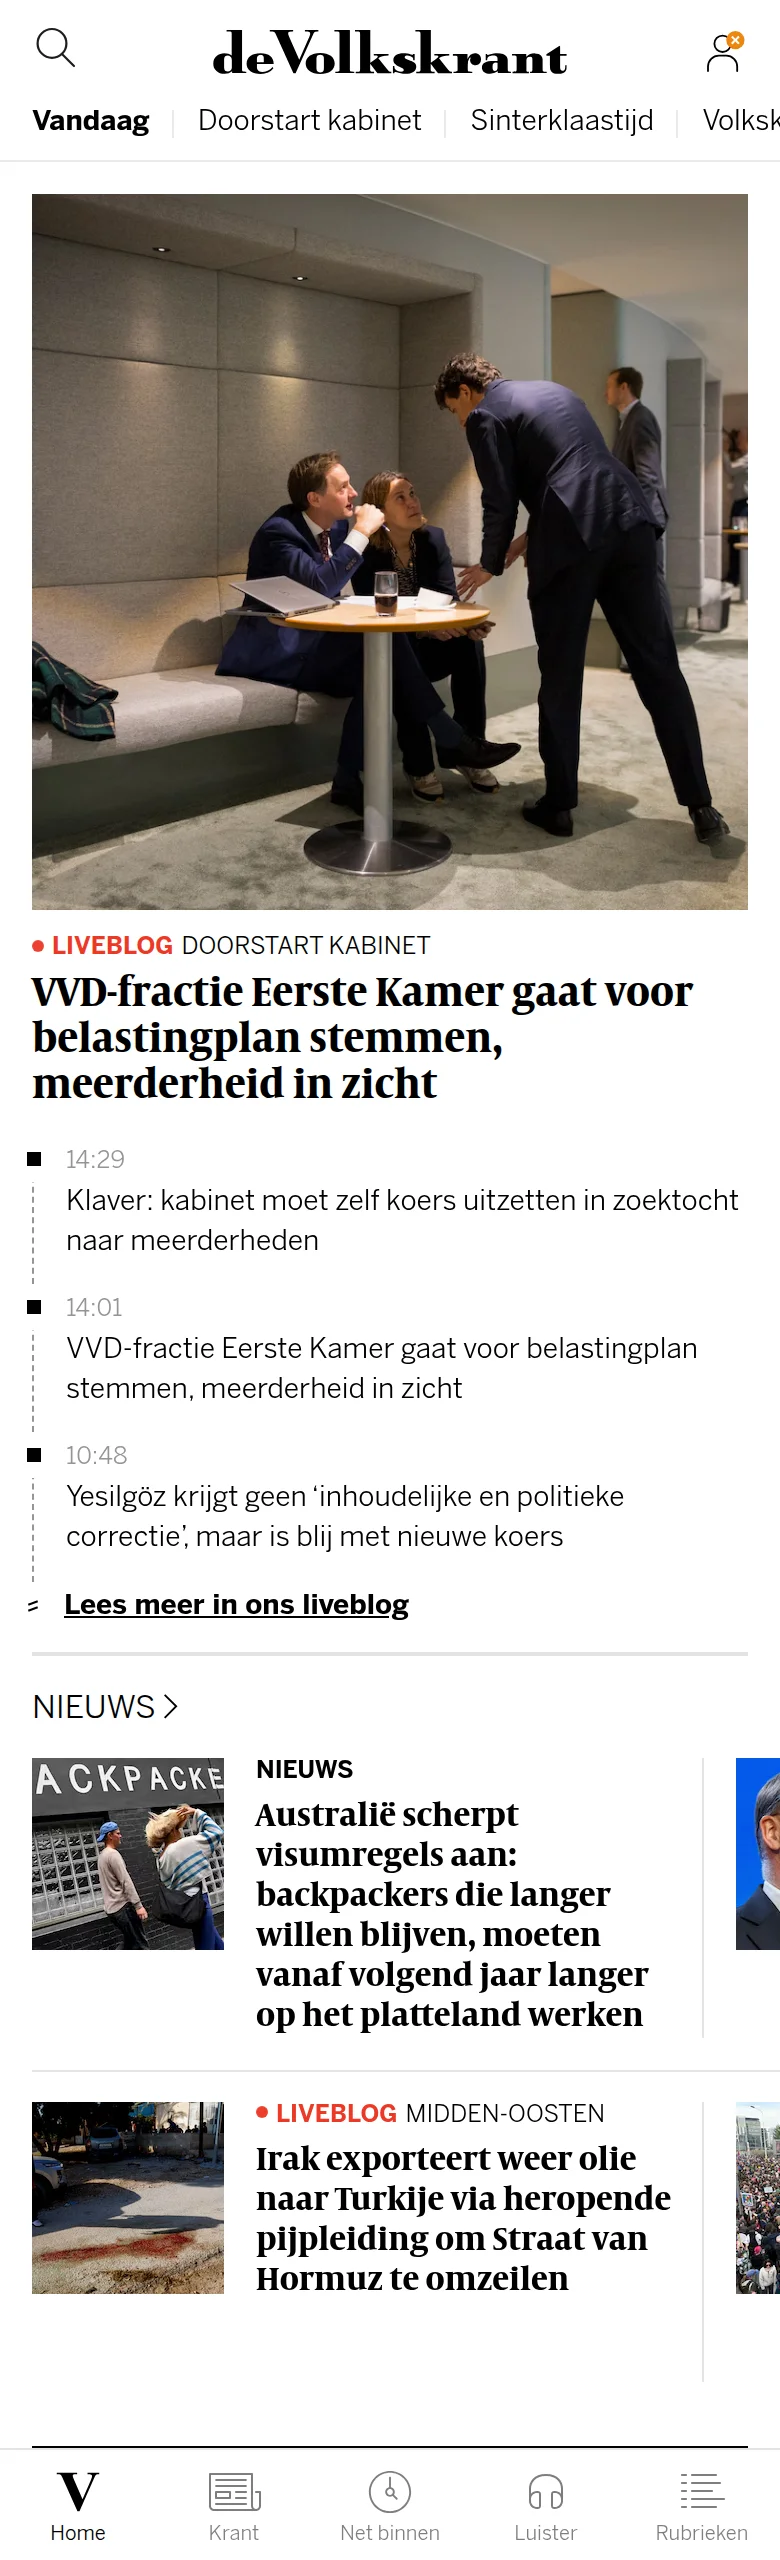 deVolkskrant
Vandaag
Doorstart kabinet
Sinterklaastijd
LIVEBLOG DOORSTART KABINET
VVD-fractie Eerste Kamer gaat voor
belastingplan stemmen,
meerderheid in zicht
14:29
Klaver: kabinet moet zelf koers uitzetten in zoektocht
naar meerderheden
14:01
VVD-fractie Eerste Kamer gaat voor belastingplan
stemmen, meerderheid in zicht
10:48
Yesilgöz krijgt geen ‘inhoudelijke en politieke
correctie’, maar is blij met nieuwe koers
Lees meer in ons liveblog
NIEUWS
ACKPACKE
NIEUWS
Australië scherpt
visumregels aan:
backpackers die langer
willen blijven, moeten
vanaf volgend jaar langer
op het platteland werken
LIVEBLOG MIDDEN-OOSTEN
Irak exporteert weer olie
naar Turkije via heropende
pijpleiding om Straat van
Hormuz te omzeilen
V
Home
Krant
Net binnen
Luister
Rubrieken